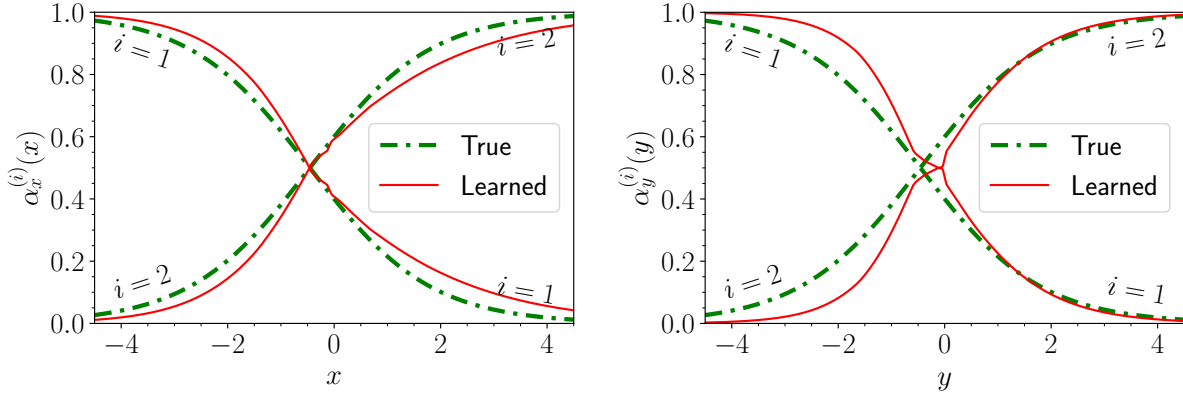 1.0
0.8
0.6
0.4
0.2
0.0
−4 −2 0 2 4
x
α_x^{(i)}(x)
i = 1
i = 2
i = 2
i = 1
True
Learned
1.0
0.8
0.6
0.4
0.2
0.0
−4 −2 0 2 4
y
α_y^{(i)}(y)
i = 1
i = 2
i = 2
i = 1
True
Learned